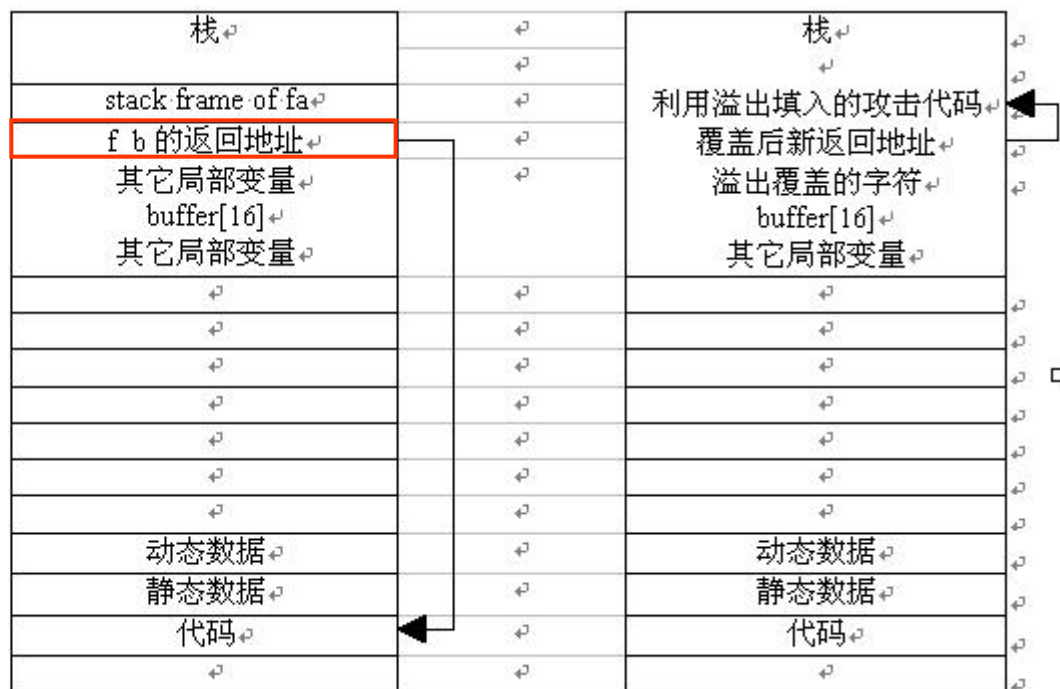 栈
stack frame of fa
f b 的返回地址
其它局部变量
buffer[16]
其它局部变量
动态数据
静态数据
代码
栈
利用溢出填入的攻击代码
覆盖后新返回地址
溢出覆盖的字符
buffer[16]
其它局部变量
动态数据
静态数据
代码